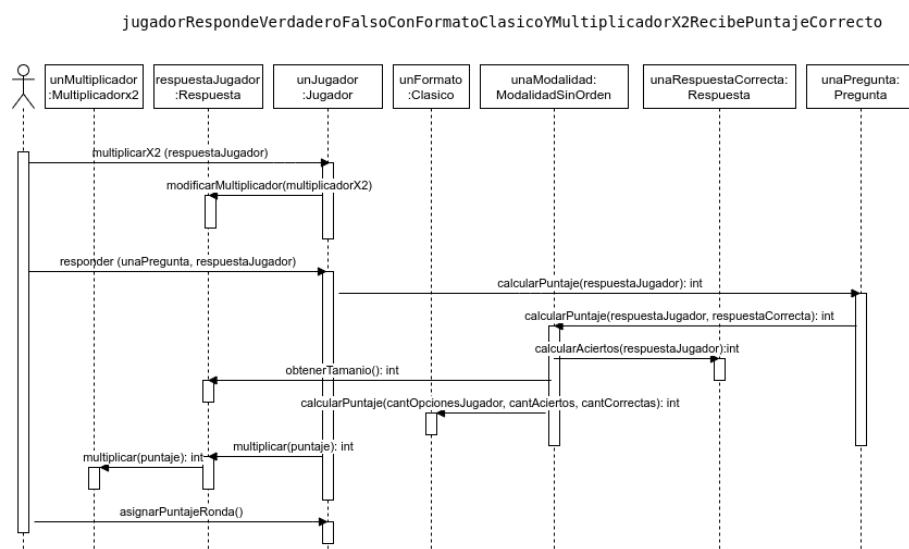 jugadorRespondeVerdaderoFalsoConFormatoClasicoYMultiplicadorX2RecibePuntajeCorrecto
unMultiplicador
:Multiplicadorx2
respuestaJugador
:Respuesta
unJugador
:Jugador
unFormato
:Clasico
unaModalidad:
ModalidadSinOrden
unaRespuestaCorrecta:
Respuesta
unaPregunta:
Pregunta
multiplicarX2 (respuestaJugador)
modificarMultiplicador(multiplicadorX2)
responder (unaPregunta, respuestaJugador)
calcularPuntaje(respuestaJugador): int
calcularPuntaje(respuestaJugador, respuestaCorrecta): int
calcularAciertos(respuestaJugador):int
obtenerTamanio(): int
calcularPuntaje(cantOpcionesJugador, cantAciertos, cantCorrectas): int
multiplicar(puntaje): int
multiplicar(puntaje): int
asignarPuntajeRonda()